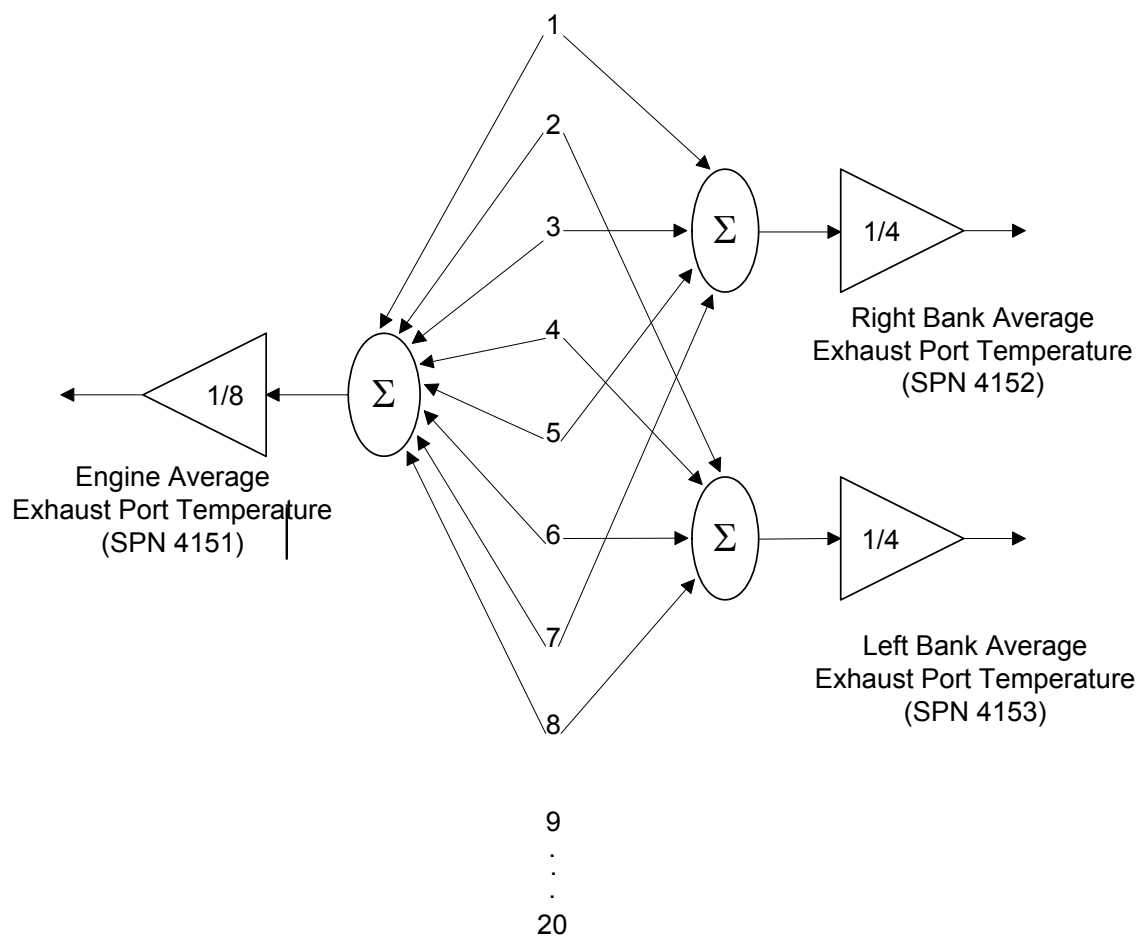 1
2
3
4
5
6
7
8
9
.
.
.
20
Σ
1/4
Right Bank Average
Exhaust Port Temperature
(SPN 4152)
Σ
1/8
Engine Average
Exhaust Port Temperature
(SPN 4151)
Σ
1/4
Left Bank Average
Exhaust Port Temperature
(SPN 4153)